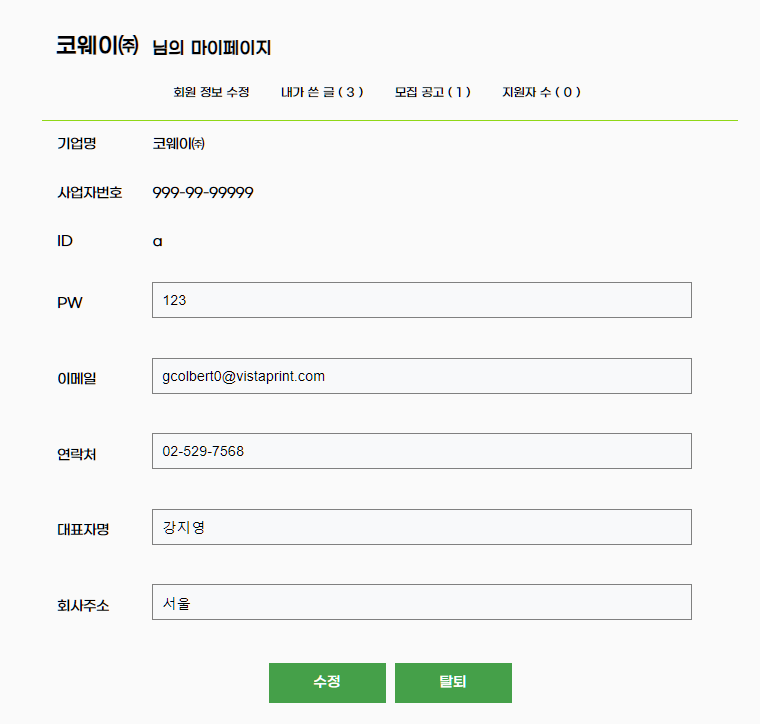 코웨이㈜ 님의 마이페이지
회원 정보 수정 내가 쓴 글 ( 3 ) 모집 공고 ( 1 ) 지원자 수 ( 0 )
기업명 코웨이㈜
사업자번호 999-99-99999
ID a
PW 123
이메일 gcolbert0@vistaprint.com
연락처 02-529-7568
대표자명 강지영
회사주소 서울
수정 탈퇴